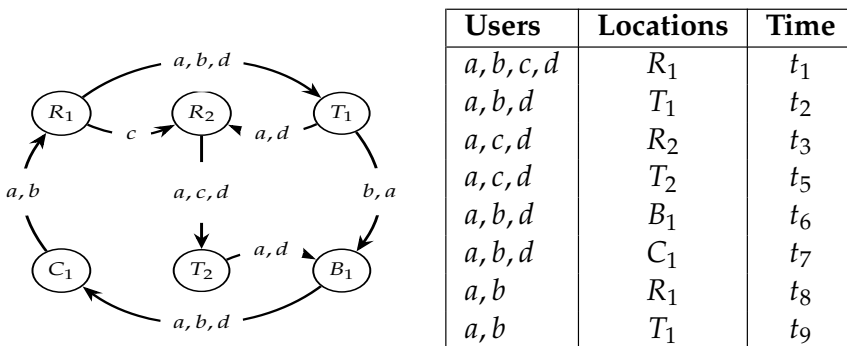 a, b, d
R1 R2 T1
c a, d
a, b a, c, d b, a
C1 T2 a, d B1
a, b, d
Users Locations Time
a, b, c, d R1 t1
a, b, d T1 t2
a, c, d R2 t3
a, c, d T2 t5
a, b, d B1 t6
a, b, d C1 t7
a, b R1 t8
a, b T1 t9